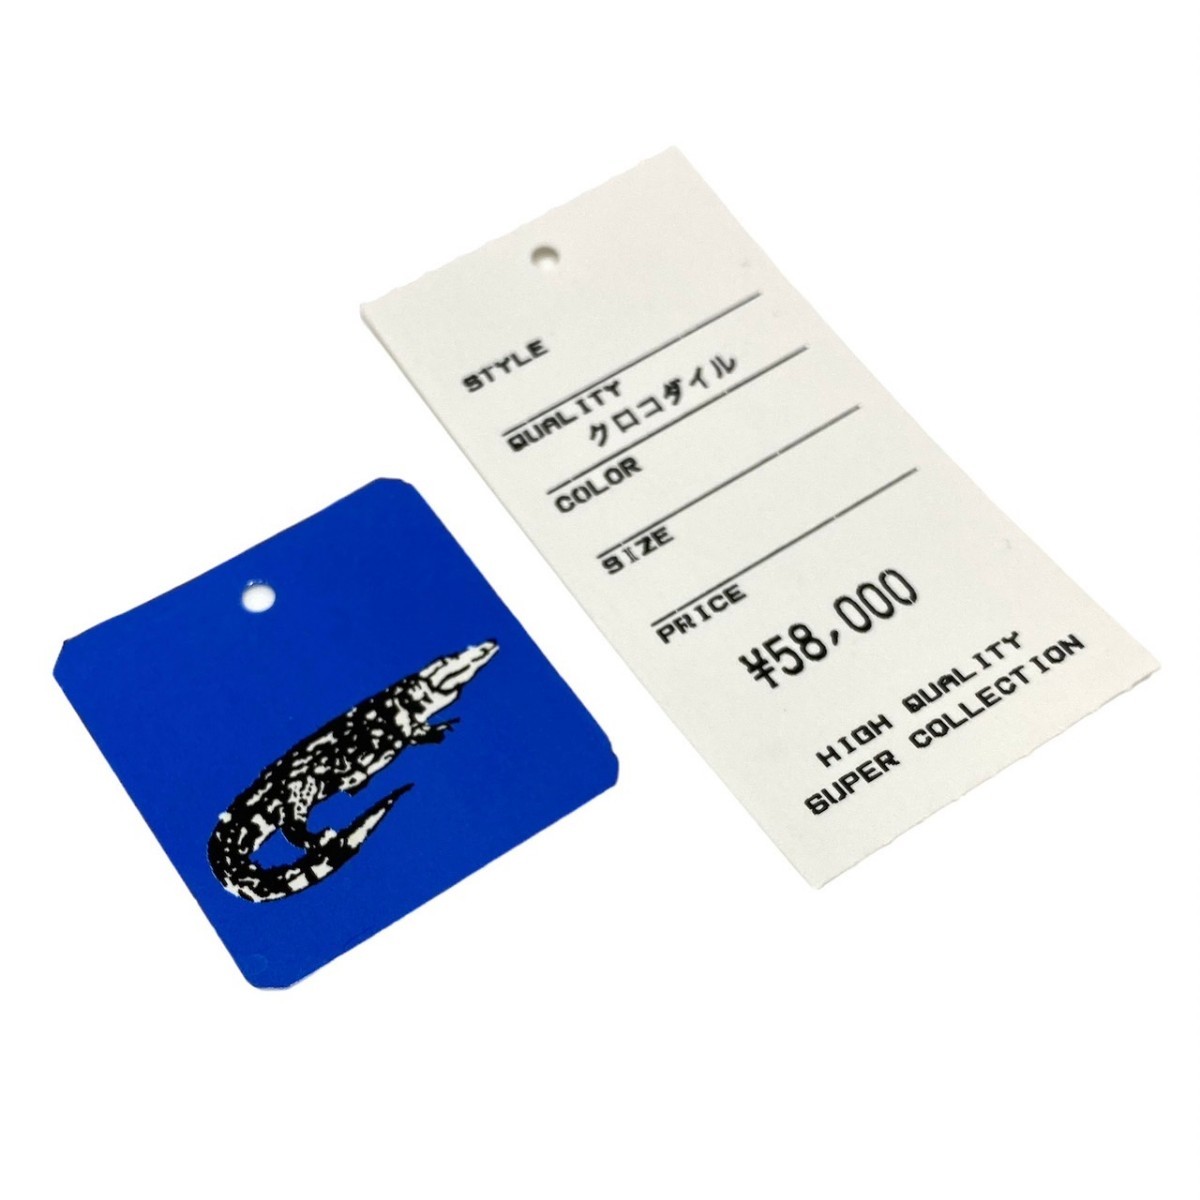 STYLE
QUALITY
クロコダイル
COLOR
SIZE
PRICE
¥58,000
HIGH QUALITY
SUPER COLLECTION